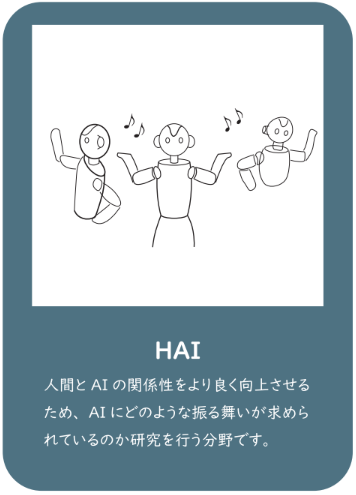 HAI
人間と AI の関係性をより良く向上させる
ため、AI にどのような振る舞いが求めら
れているのか研究を行う分野です。